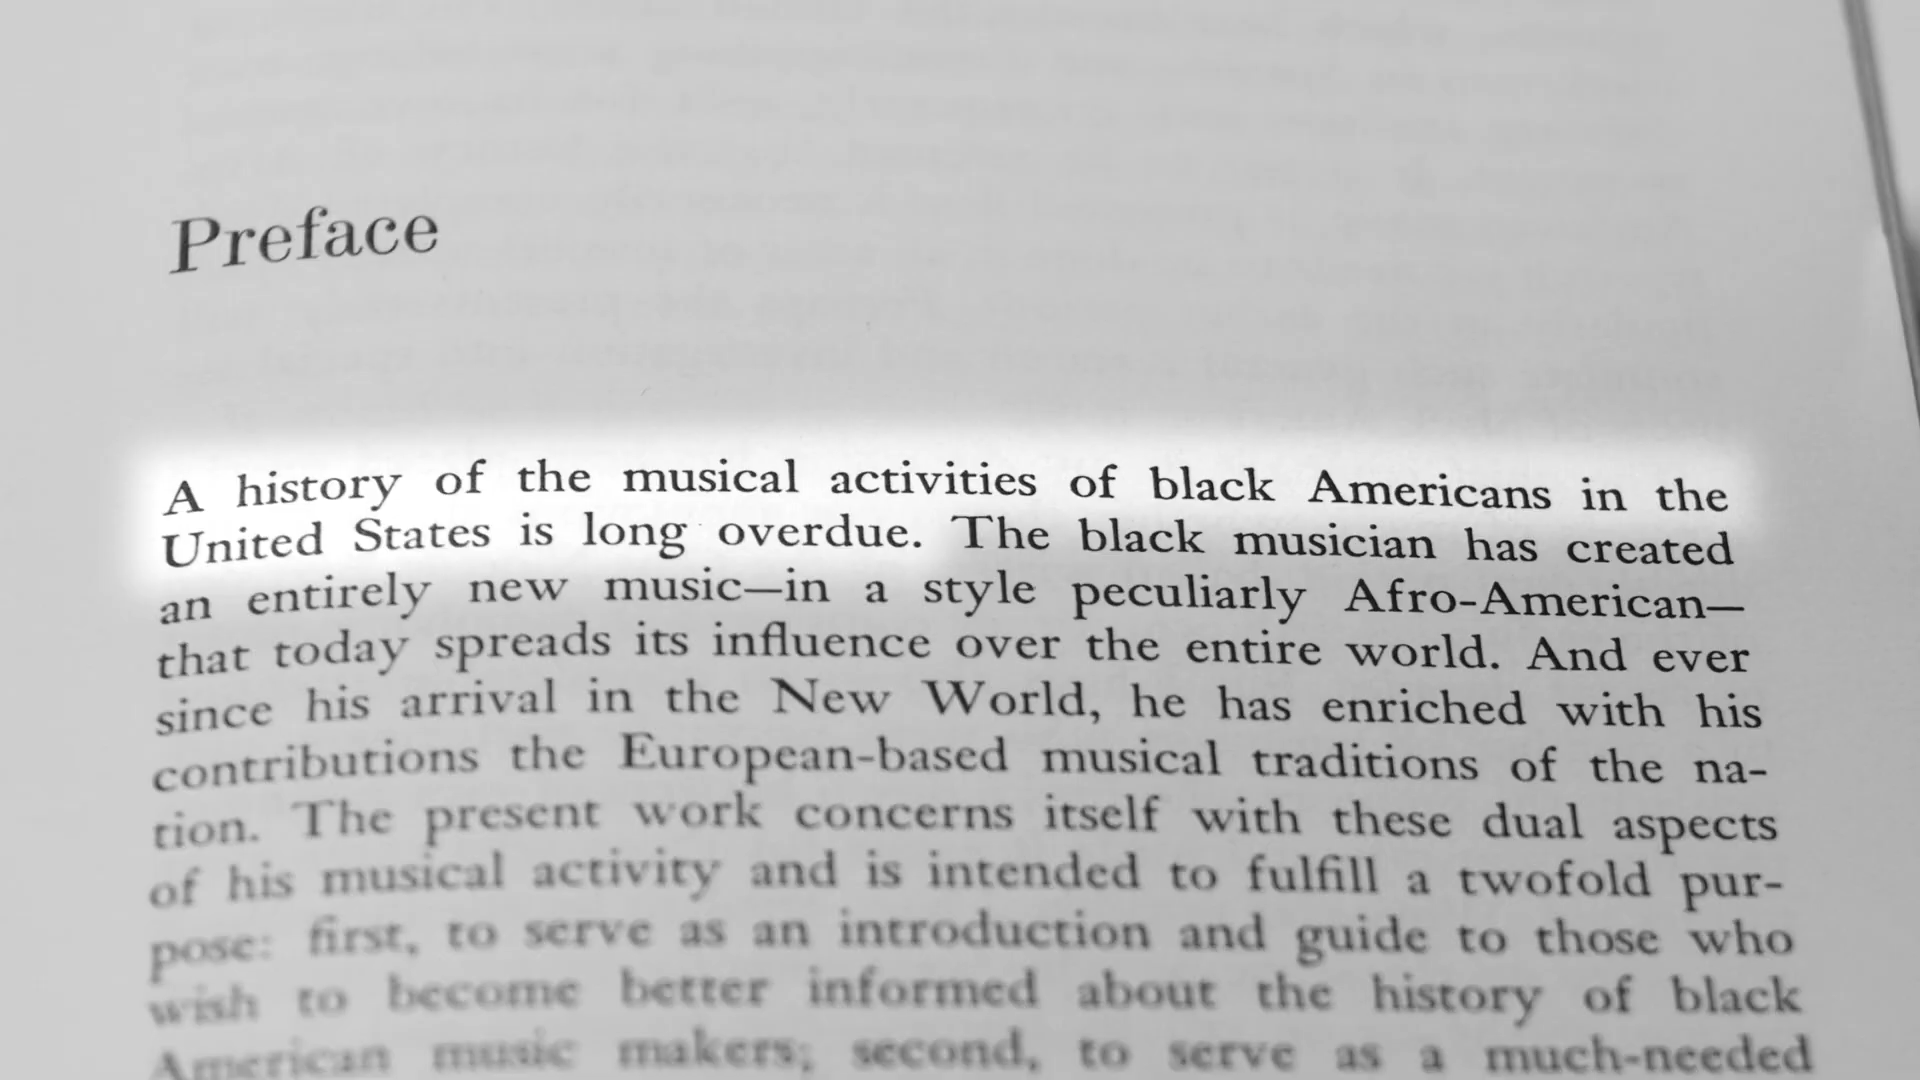 Preface
A history of the musical activities of black Americans in the
United States is long overdue. The black musician has created
an entirely new music—in a style peculiarly Afro-American—
that today spreads its influence over the entire world. And ever
since his arrival in the New World, he has enriched with his
contributions the European-based musical traditions of the na-
tion. The present work concerns itself with these dual aspects
of his musical activity and is intended to fulfill a twofold pur-
pose: first, to serve as an introduction and guide to those who
wish to become better informed about the history of black
American music makers; second, to serve as a much-needed